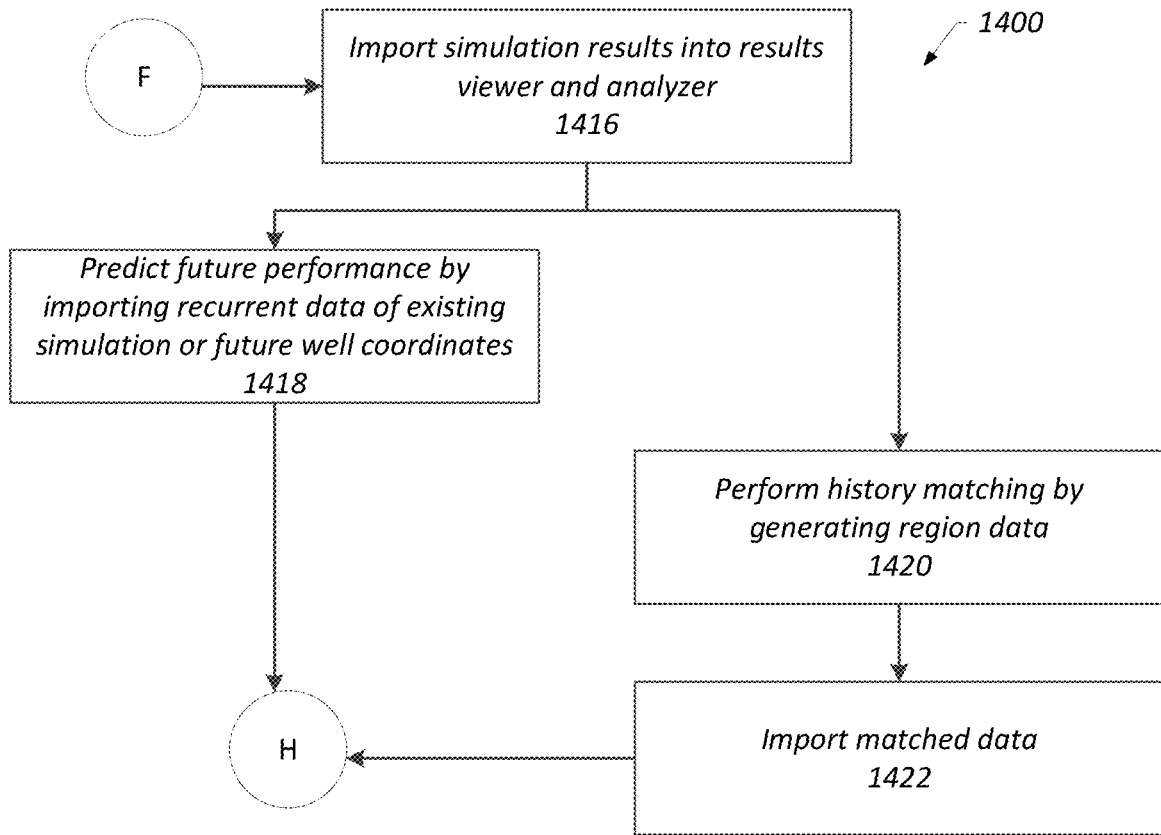 1400
F
Import simulation results into results
viewer and analyzer
1416
Predict future performance by
importing recurrent data of existing
simulation or future well coordinates
1418
Perform history matching by
generating region data
1420
H
Import matched data
1422